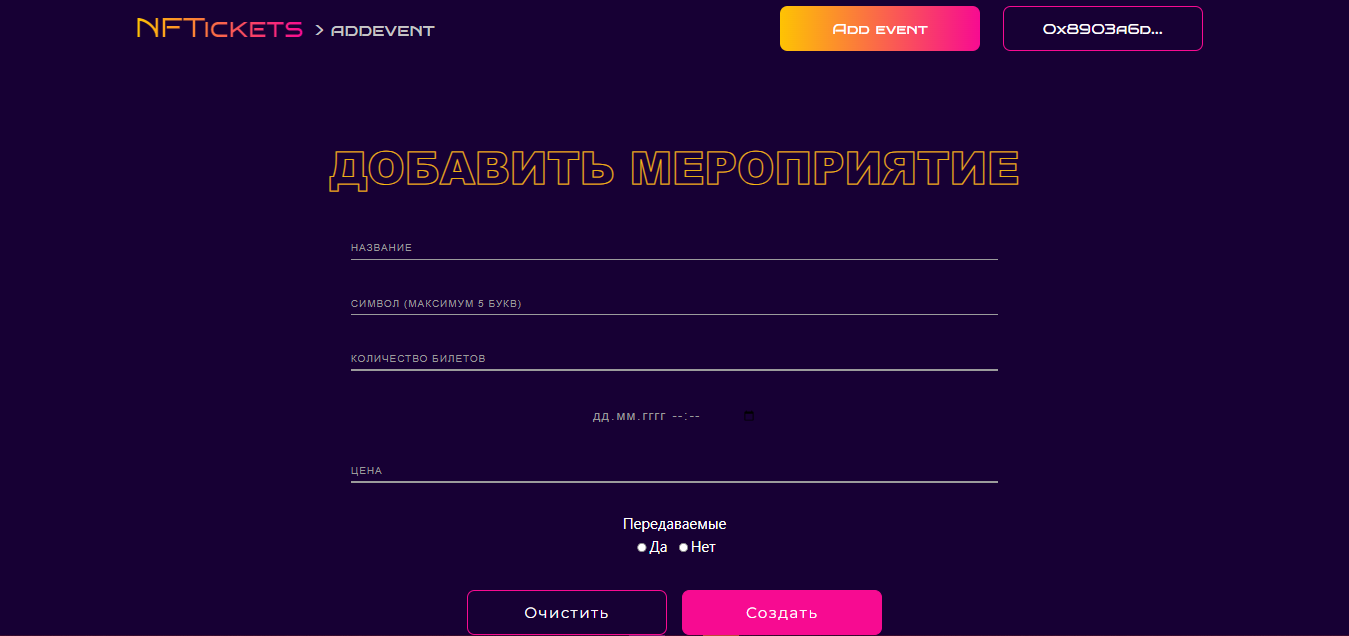 NFTickets > addevent Add event 0x8903a6d...
ДОБАВИТЬ МЕРОПРИЯТИЕ
НАЗВАНИЕ
СИМВОЛ (МАКСИМУМ 5 БУКВ)
КОЛИЧЕСТВО БИЛЕТОВ
дд.мм.гггг --:--
ЦЕНА
Передаваемые
Да Нет
Очистить Создать